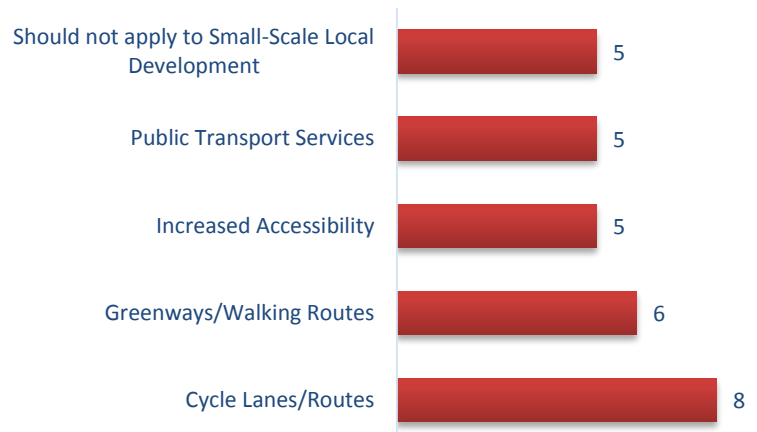 Should not apply to Small-Scale Local
Development
5
Public Transport Services
5
Increased Accessibility
5
Greenways/Walking Routes
6
Cycle Lanes/Routes
8